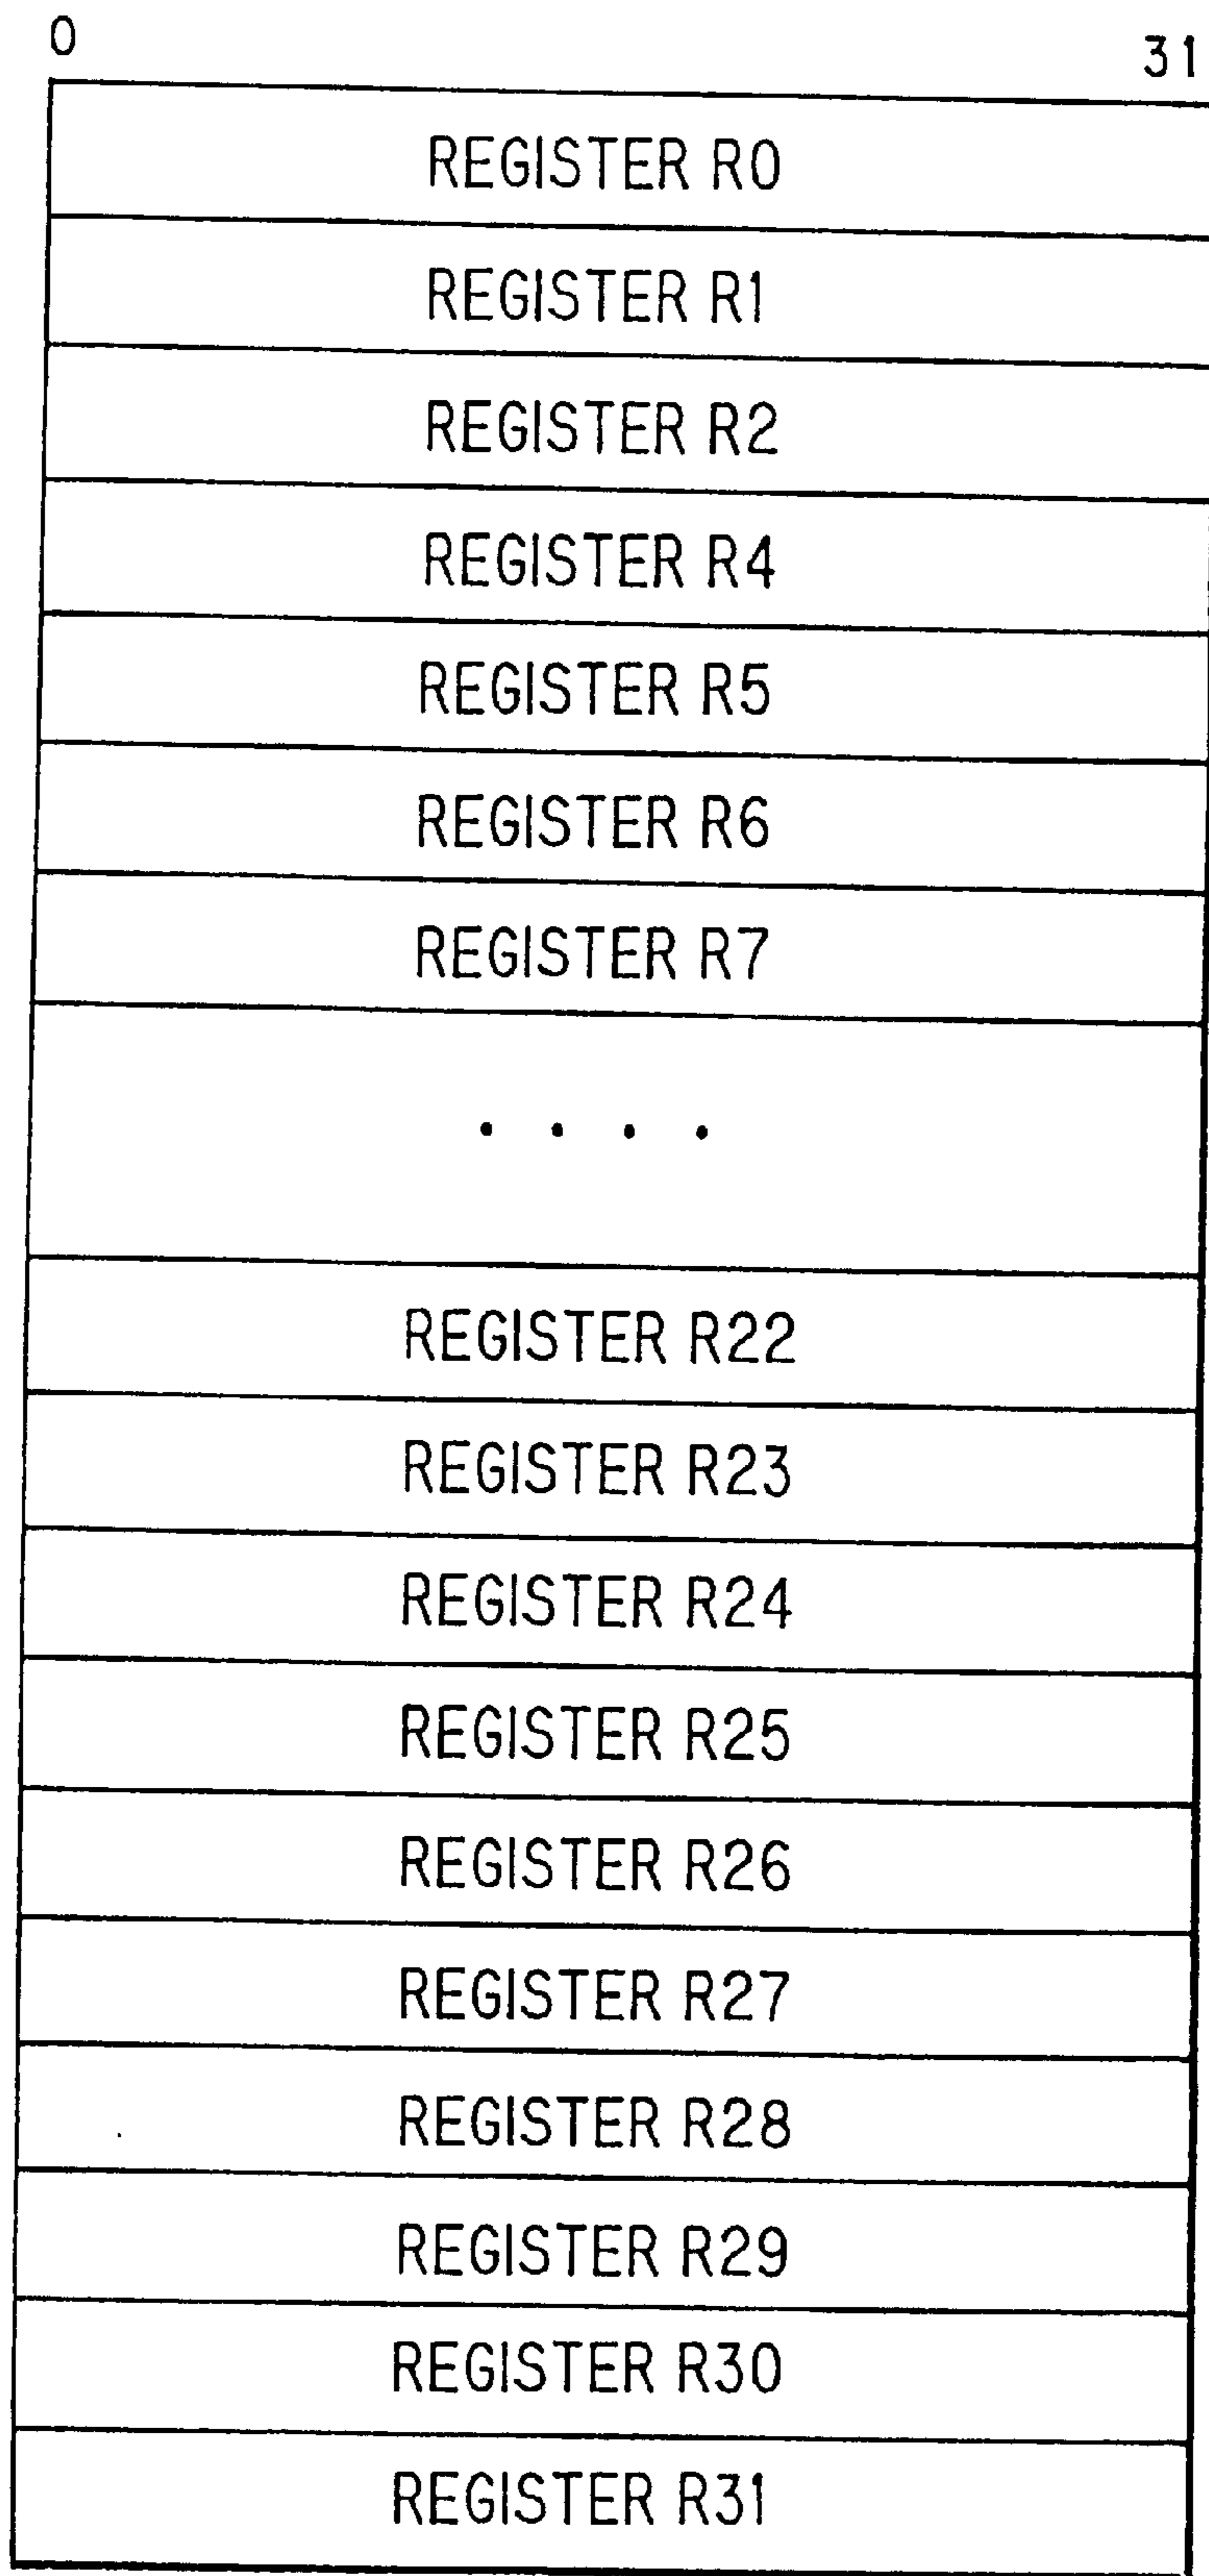 0 31
REGISTER R0
REGISTER R1
REGISTER R2
REGISTER R4
REGISTER R5
REGISTER R6
REGISTER R7
. . . .
REGISTER R22
REGISTER R23
REGISTER R24
REGISTER R25
REGISTER R26
REGISTER R27
REGISTER R28
REGISTER R29
REGISTER R30
REGISTER R31